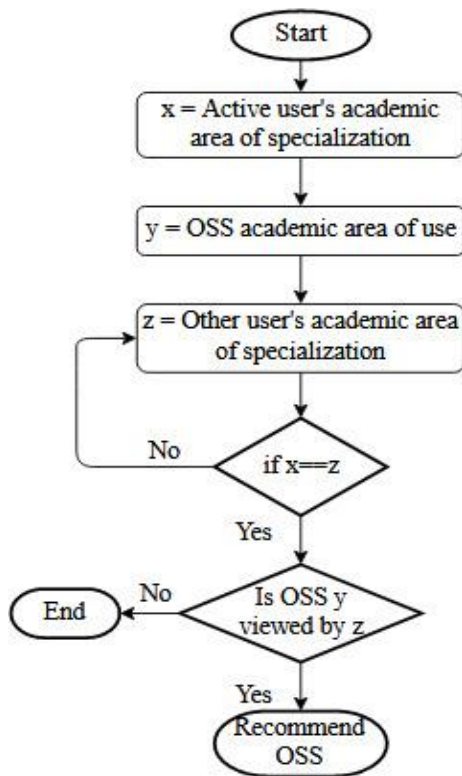 Start
x = Active user's academic
area of specialization
y = OSS academic area of use
z = Other user's academic area
of specialization
No
if x==z
Yes
Is OSS y
viewed by z
No
End
Yes
Recommend
OSS